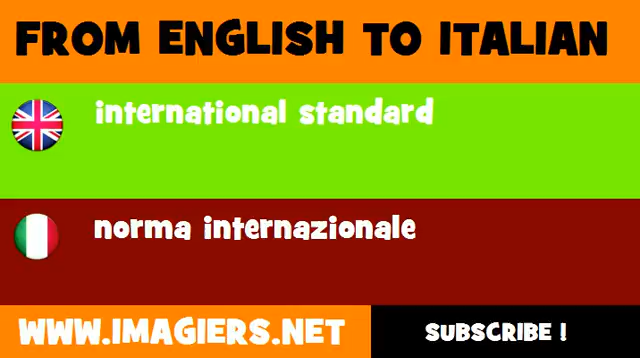 FROM ENGLISH TO ITALIAN
international standard
norma internazionale
WWW.IMAGIERS.NET
SUBSCRIBE !